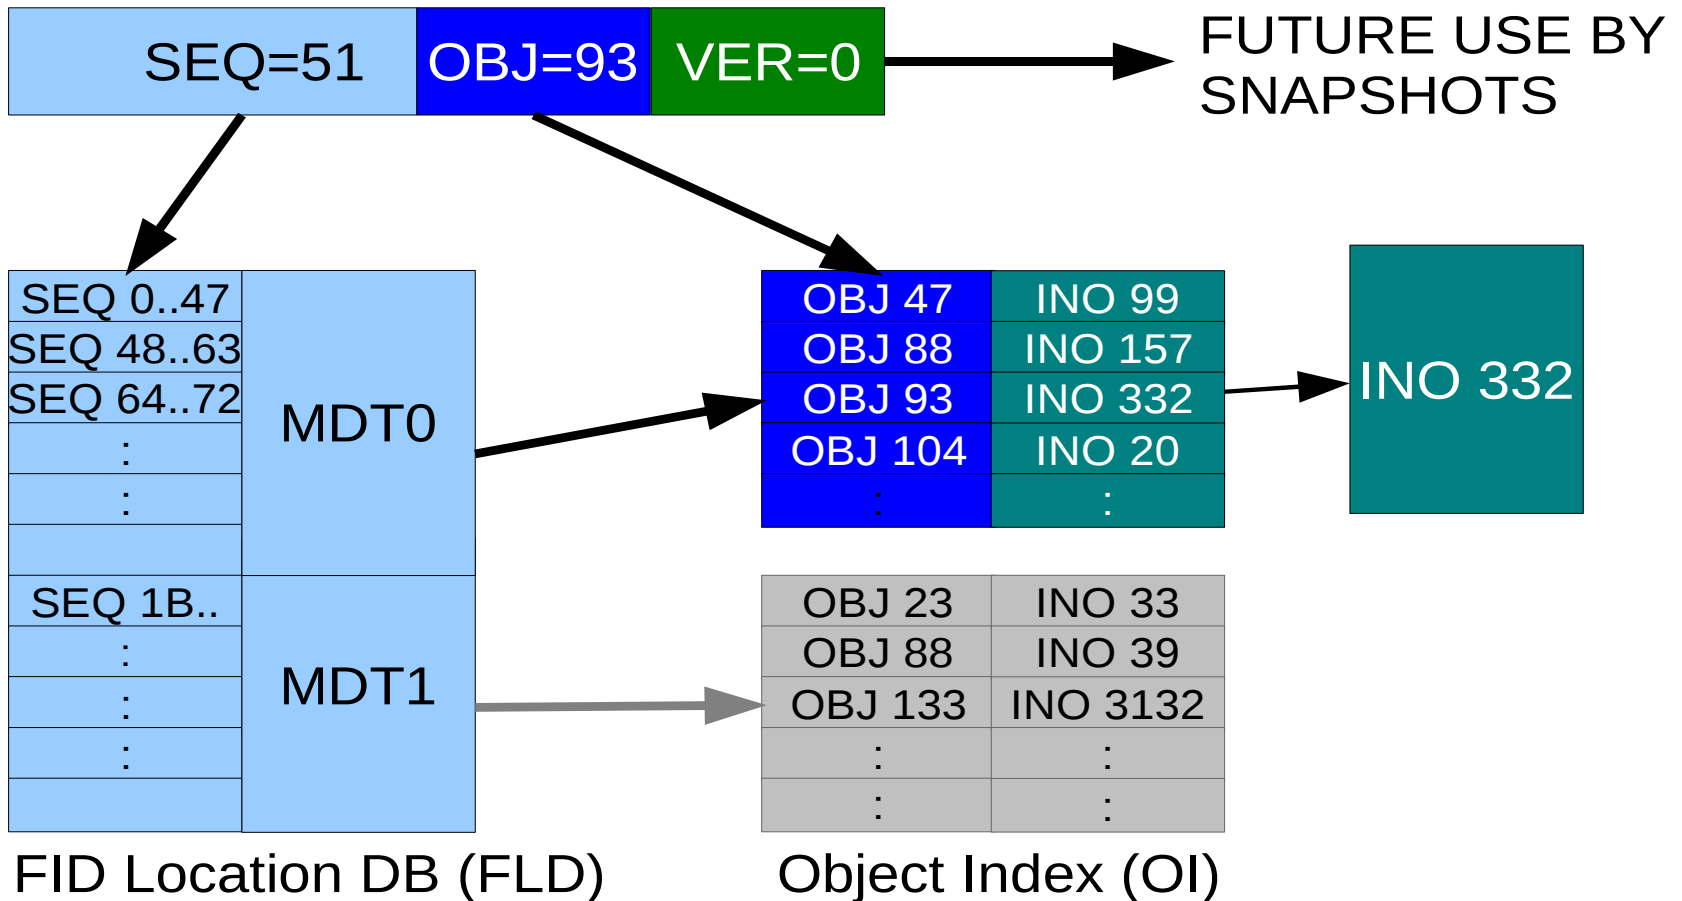 SEQ=51 OBJ=93 VER=0 FUTURE USE BY
SNAPSHOTS
SEQ 0..47
SEQ 48..63
SEQ 64..72
:
:
MDT0
SEQ 1B..
:
:
:
MDT1
FID Location DB (FLD)
OBJ 47 INO 99
OBJ 88 INO 157
OBJ 93 INO 332
OBJ 104 INO 20
: :
INO 332
OBJ 23 INO 33
OBJ 88 INO 39
OBJ 133 INO 3132
: :
: :
Object Index (OI)